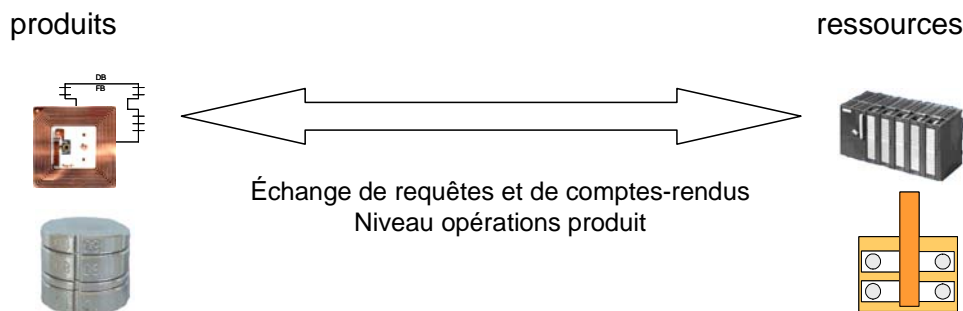 produits
ressources
DB
FB
Échange de requêtes et de comptes-rendus
Niveau opérations produit